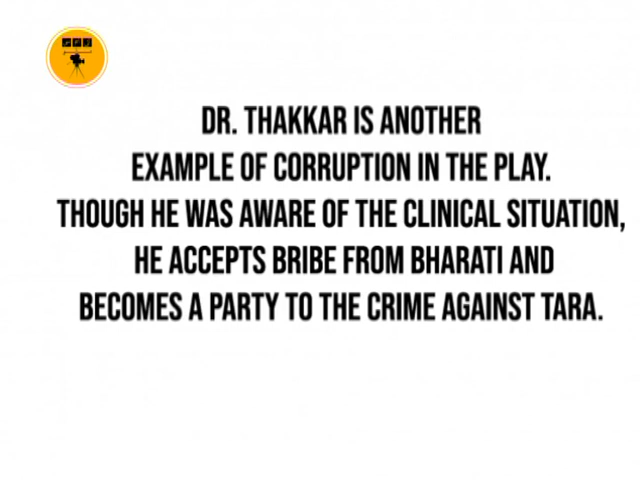 DR. THAKKAR IS ANOTHER
EXAMPLE OF CORRUPTION IN THE PLAY.
THOUGH HE WAS AWARE OF THE CLINICAL SITUATION,
HE ACCEPTS BRIBE FROM BHARATI AND
BECOMES A PARTY TO THE CRIME AGAINST TARA.